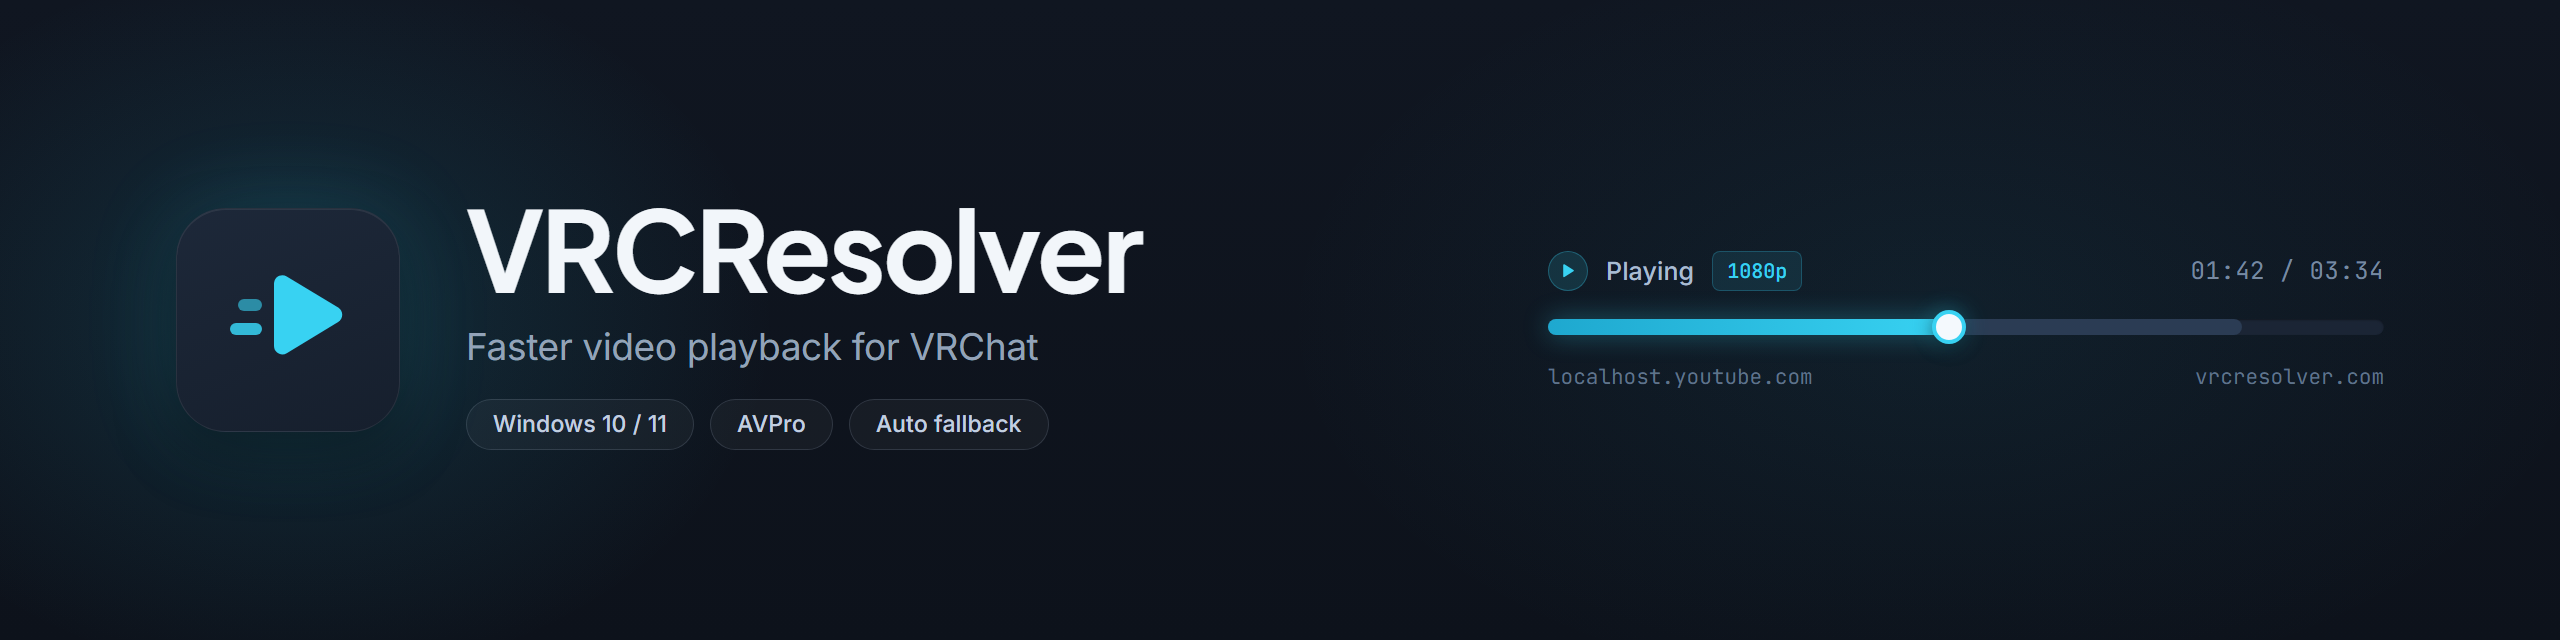 VRCResolver
Faster video playback for VRChat
Windows 10 / 11 AVPro Auto fallback
Playing 1080p 01:42 / 03:34
localhost.youtube.com vrcresolver.com